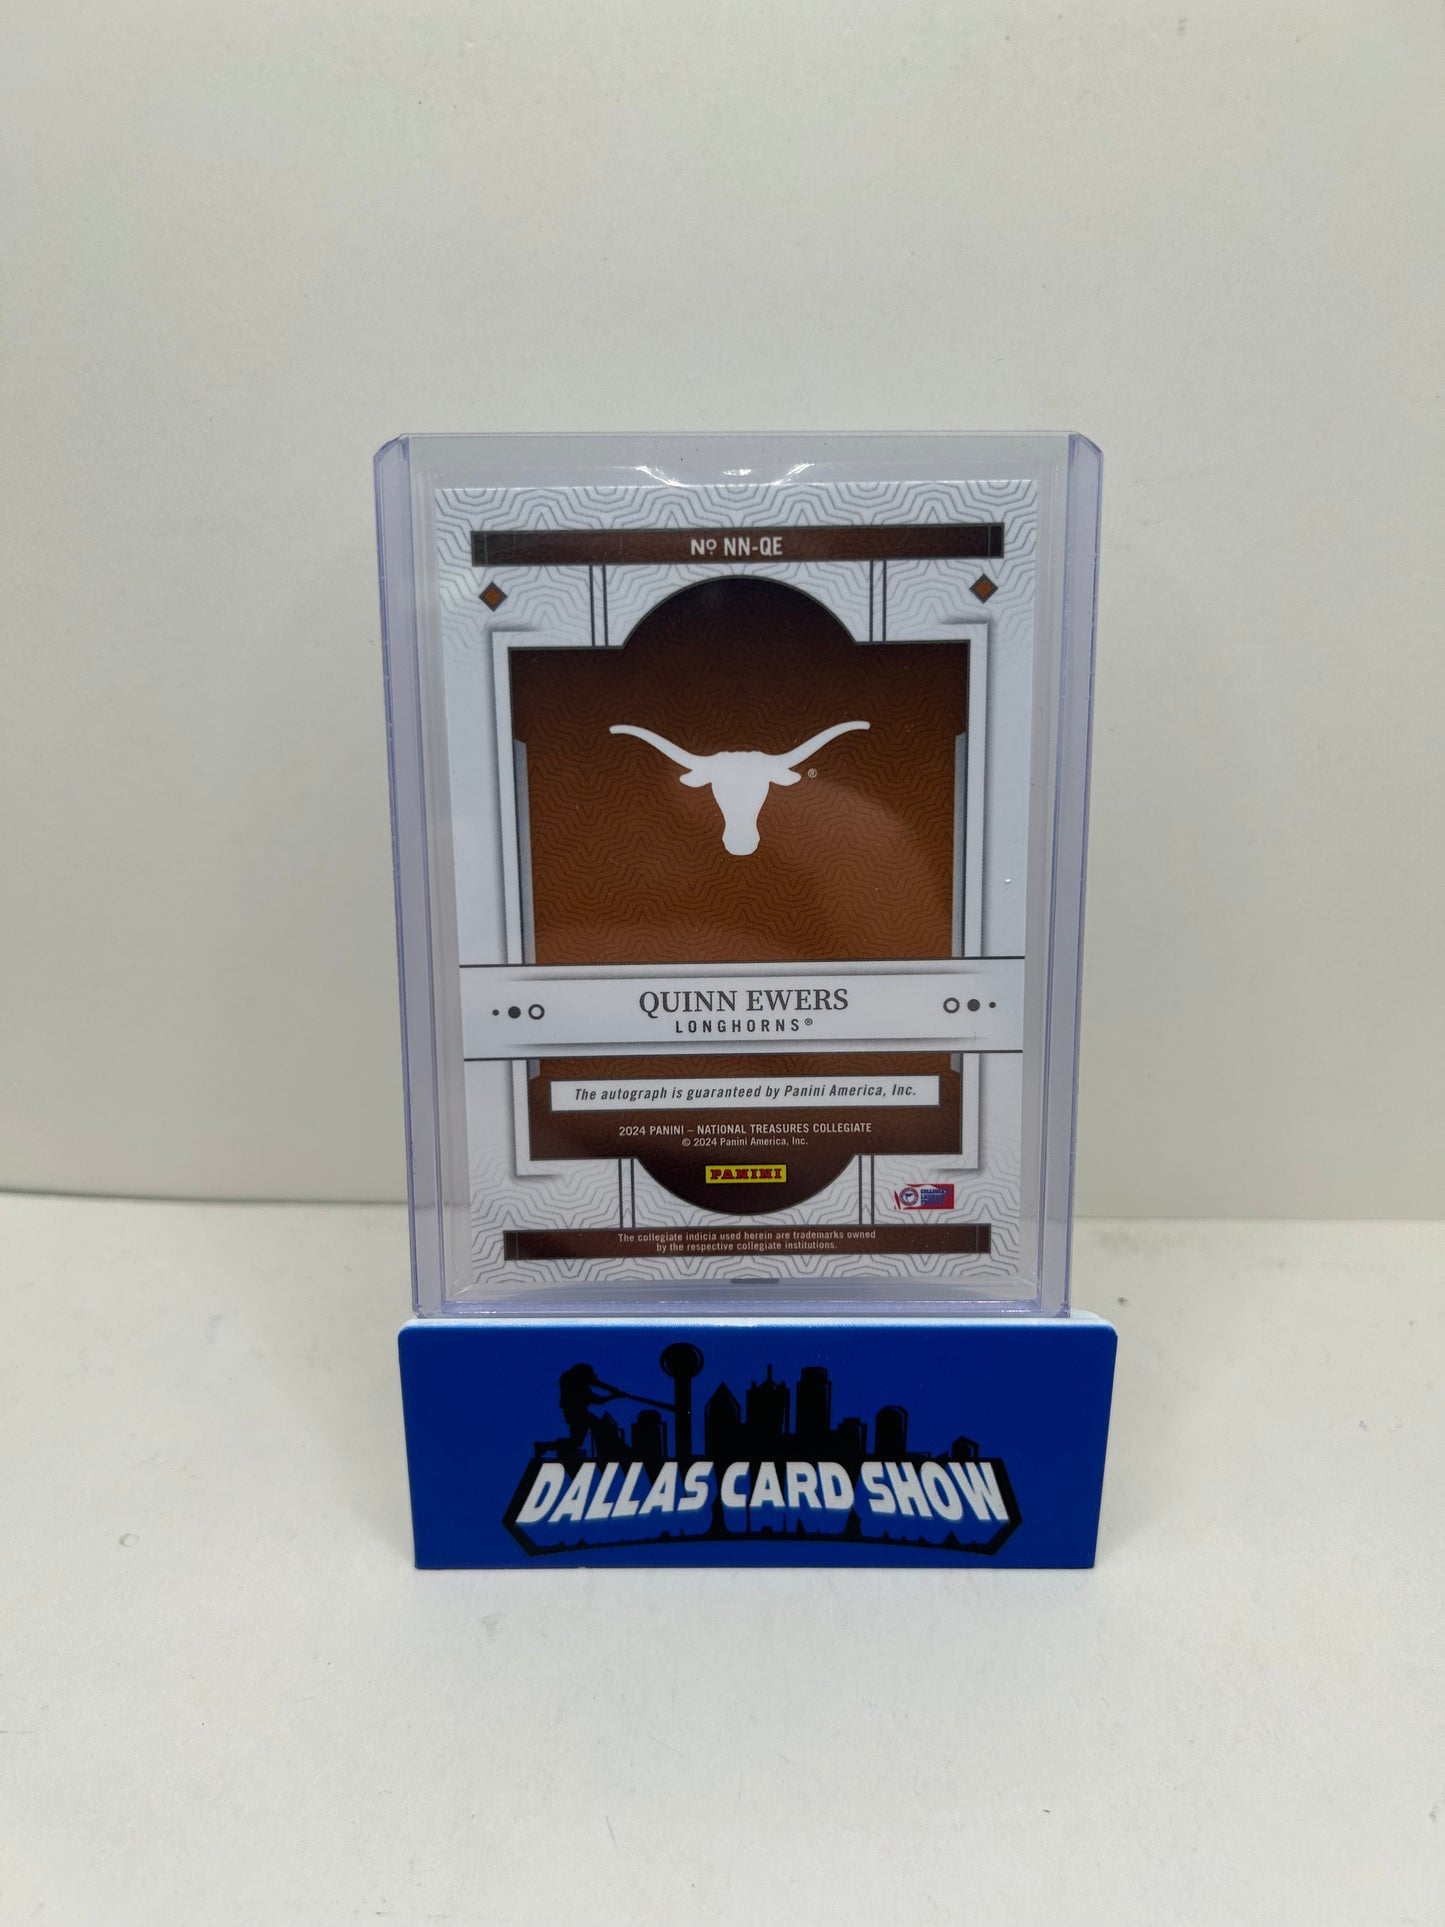 Nº NN-QE
®
QUINN EWERS
LONGHORNS®
The autograph is guaranteed by Panini America, Inc.
2024 PANINI – NATIONAL TREASURES COLLEGIATE
© 2024 Panini America, Inc.
PANINI
The collegiate indicia used herein are trademarks owned
by the respective collegiate institutions.
DALLAS CARD SHOW